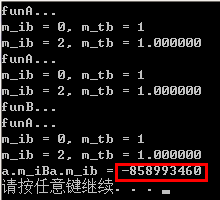 funA...
m_ib = 0, m_tb = 1
m_ib = 2, m_tb = 1.000000
funA...
m_ib = 0, m_tb = 1
m_ib = 2, m_tb = 1.000000
funB...
funA...
m_ib = 0, m_tb = 1
m_ib = 2, m_tb = 1.000000
a.m_iBa.m_ib = -858993460
请按任意键继续. . .